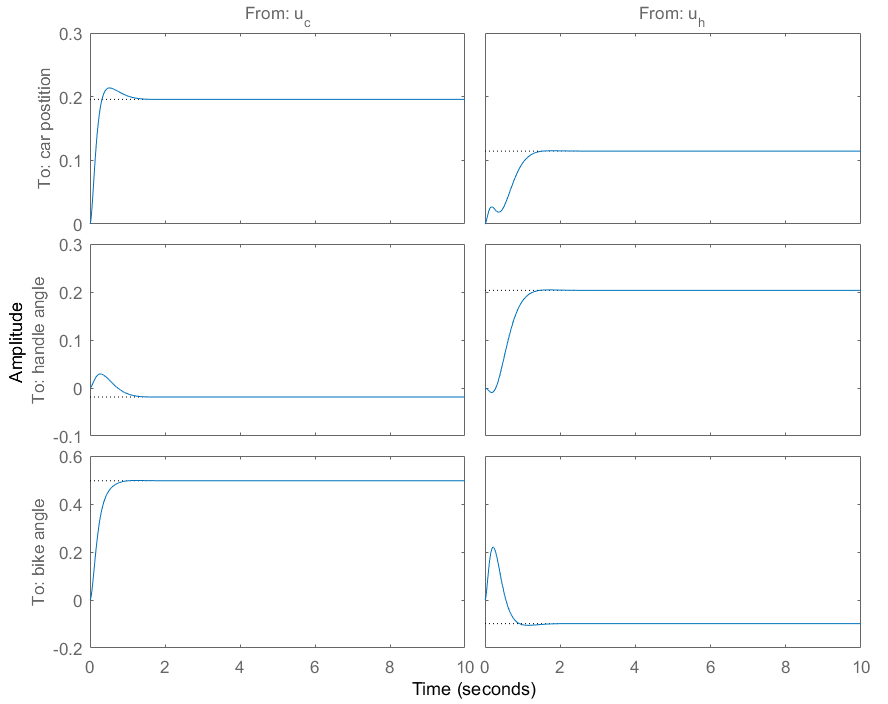 From: u_c
From: u_h
To: car postition
0.3
0.2
0.1
0
Amplitude
To: handle angle
0.3
0.2
0.1
0
-0.1
To: bike angle
0.6
0.4
0.2
0
-0.2
0 2 4 6 8 10
0 2 4 6 8 10
Time (seconds)